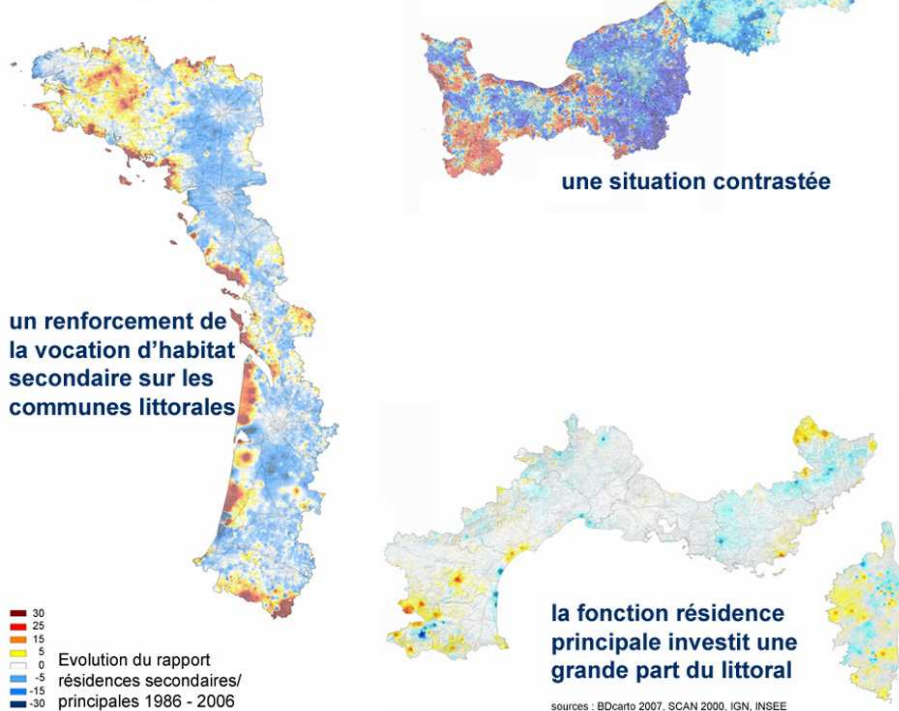 une situation contrastée
un renforcement de
la vocation d’habitat
secondaire sur les
communes littorales
la fonction résidence
principale investit une
grande part du littoral
30
25
15
5
0
-5
-15
-30
Evolution du rapport
résidences secondaires/
principales 1986 - 2006
sources : BDcarto 2007, SCAN 2000, IGN, INSEE